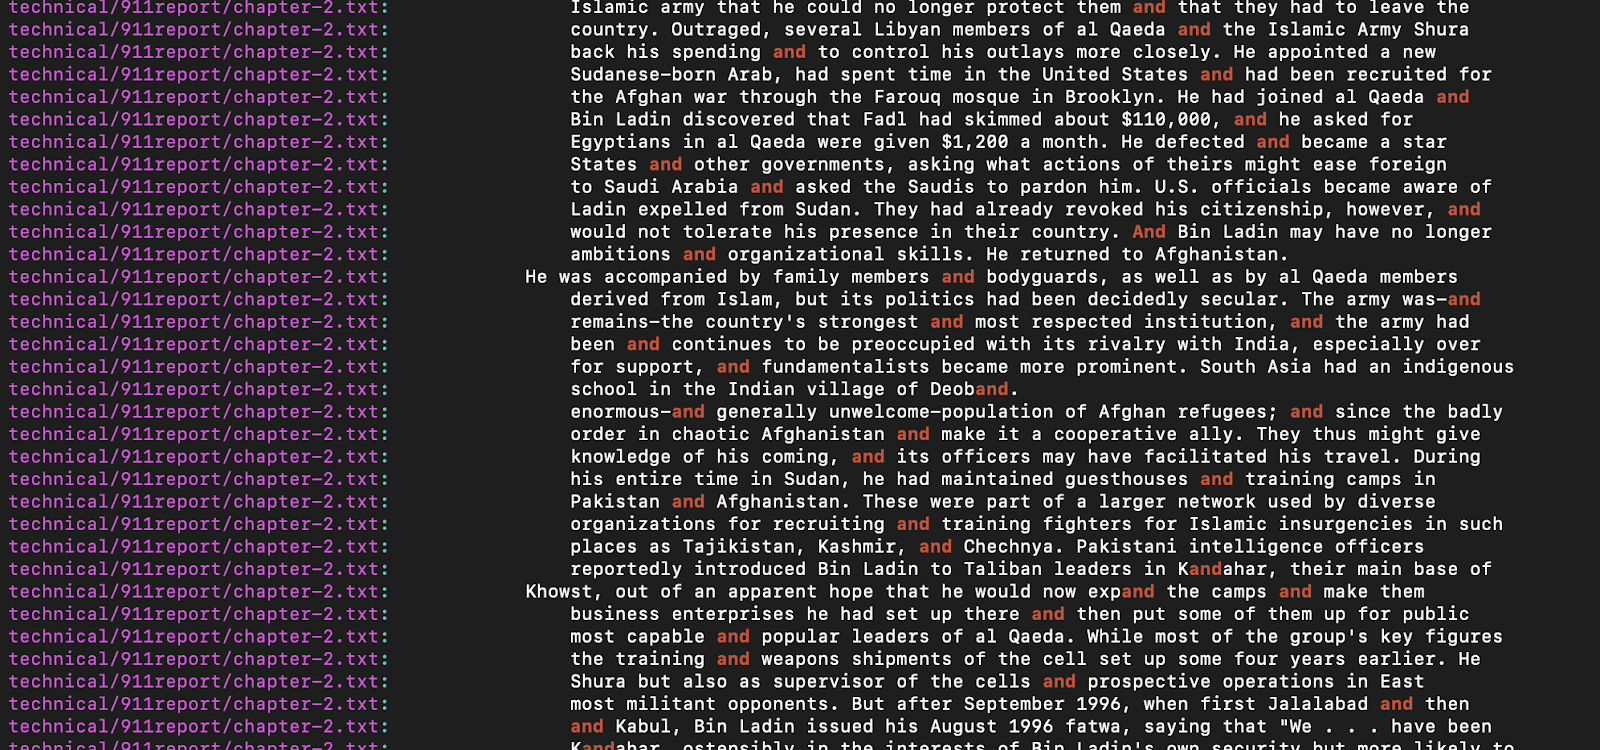 technical/911report/chapter-2.txt: Islamic army that he could no longer protect them and that they had to leave the
technical/911report/chapter-2.txt: country. Outraged, several Libyan members of al Qaeda and the Islamic Army Shura
technical/911report/chapter-2.txt: back his spending and to control his outlays more closely. He appointed a new
technical/911report/chapter-2.txt: Sudanese-born Arab, had spent time in the United States and had been recruited for
technical/911report/chapter-2.txt: the Afghan war through the Farouq mosque in Brooklyn. He had joined al Qaeda and
technical/911report/chapter-2.txt: Bin Ladin discovered that Fadl had skimmed about $110,000, and he asked for
technical/911report/chapter-2.txt: Egyptians in al Qaeda were given $1,200 a month. He defected and became a star
technical/911report/chapter-2.txt: States and other governments, asking what actions of theirs might ease foreign
technical/911report/chapter-2.txt: to Saudi Arabia and asked the Saudis to pardon him. U.S. officials became aware of
technical/911report/chapter-2.txt: Ladin expelled from Sudan. They had already revoked his citizenship, however, and
technical/911report/chapter-2.txt: would not tolerate his presence in their country. And Bin Ladin may have no longer
technical/911report/chapter-2.txt: ambitions and organizational skills. He returned to Afghanistan.
technical/911report/chapter-2.txt: He was accompanied by family members and bodyguards, as well as by al Qaeda members
technical/911report/chapter-2.txt: derived from Islam, but its politics had been decidedly secular. The army was-and
technical/911report/chapter-2.txt: remains-the country's strongest and most respected institution, and the army had
technical/911report/chapter-2.txt: been and continues to be preoccupied with its rivalry with India, especially over
technical/911report/chapter-2.txt: for support, and fundamentalists became more prominent. South Asia had an indigenous
technical/911report/chapter-2.txt: school in the Indian village of Deoband.
technical/911report/chapter-2.txt: enormous-and generally unwelcome-population of Afghan refugees; and since the badly
technical/911report/chapter-2.txt: order in chaotic Afghanistan and make it a cooperative ally. They thus might give
technical/911report/chapter-2.txt: knowledge of his coming, and its officers may have facilitated his travel. During
technical/911report/chapter-2.txt: his entire time in Sudan, he had maintained guesthouses and training camps in
technical/911report/chapter-2.txt: Pakistan and Afghanistan. These were part of a larger network used by diverse
technical/911report/chapter-2.txt: organizations for recruiting and training fighters for Islamic insurgencies in such
technical/911report/chapter-2.txt: places as Tajikistan, Kashmir, and Chechnya. Pakistani intelligence officers
technical/911report/chapter-2.txt: reportedly introduced Bin Ladin to Taliban leaders in Kandahar, their main base of
technical/911report/chapter-2.txt: Khowst, out of an apparent hope that he would now expand the camps and make them
technical/911report/chapter-2.txt: business enterprises he had set up there and then put some of them up for public
technical/911report/chapter-2.txt: most capable and popular leaders of al Qaeda. While most of the group's key figures
technical/911report/chapter-2.txt: the training and weapons shipments of the cell set up some four years earlier. He
technical/911report/chapter-2.txt: Shura but also as supervisor of the cells and prospective operations in East
technical/911report/chapter-2.txt: most militant opponents. But after September 1996, when first Jalalabad and then
technical/911report/chapter-2.txt: and Kabul, Bin Ladin issued his August 1996 fatwa, saying that "We . . . have been
technical/911report/chapter-2.txt: Kandahar, ostensibly in the interests of Bin Ladin's own security but more likely to